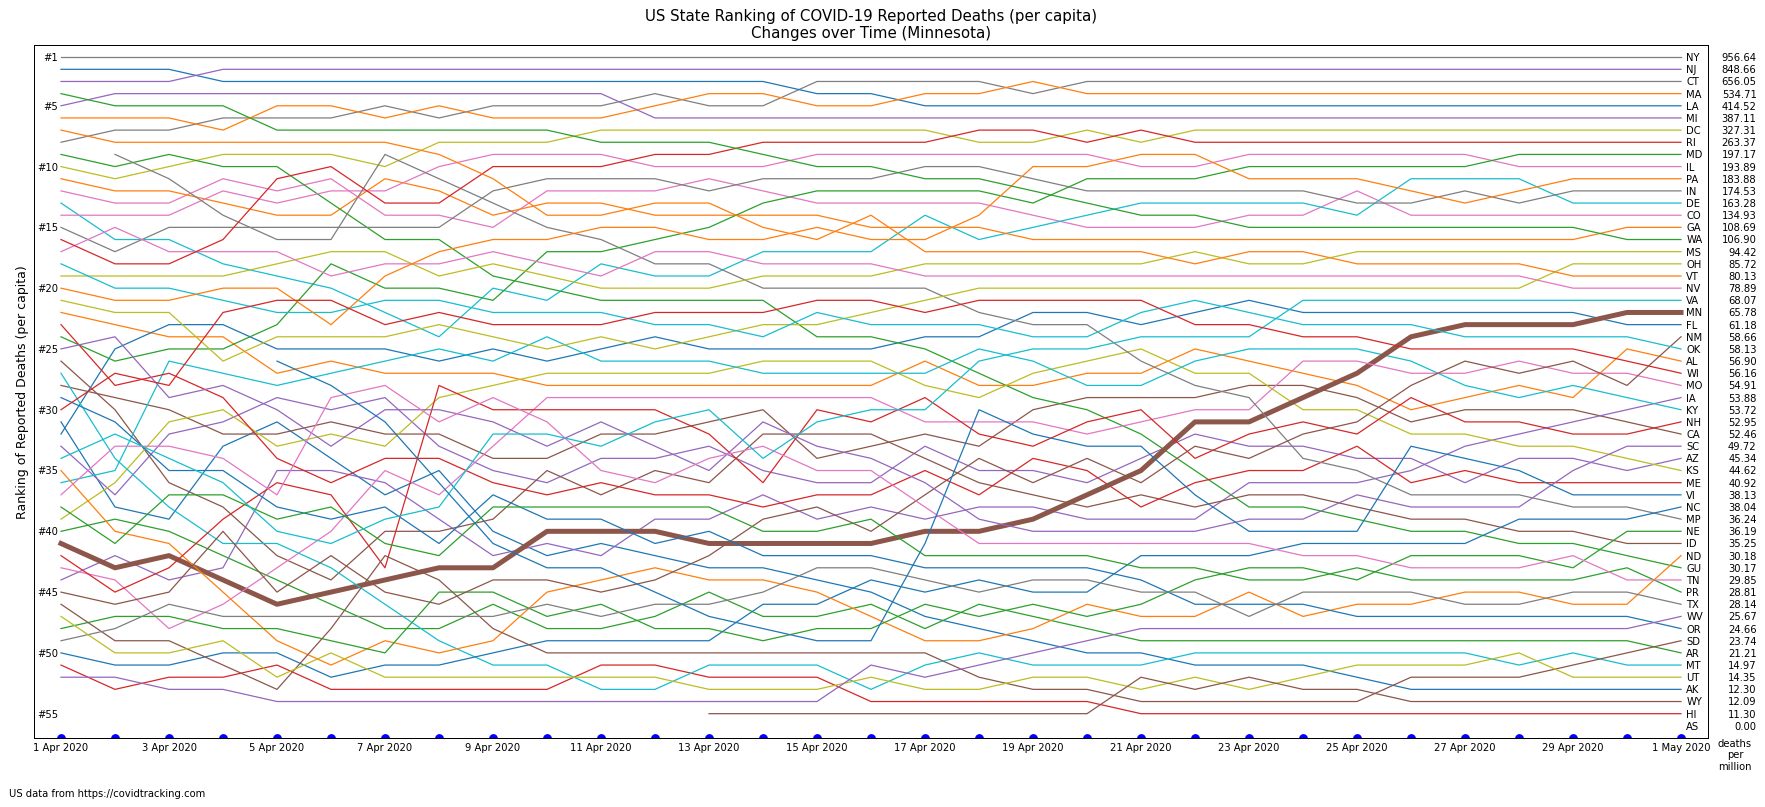 US State Ranking of COVID-19 Reported Deaths (per capita)
Changes over Time (Minnesota)
Ranking of Reported Deaths (per capita)
#1
#5
#10
#15
#20
#25
#30
#35
#40
#45
#50
#55
NY 956.64
NJ 848.66
CT 656.05
MA 534.71
LA 414.52
MI 387.11
DC 327.31
RI 263.37
MD 197.17
IL 193.89
PA 183.88
IN 174.53
DE 163.28
CO 134.93
GA 108.69
WA 106.90
MS 94.42
OH 85.72
VT 80.13
NV 78.89
VA 68.07
MN 65.78
FL 61.18
NM 58.66
OK 58.13
AL 56.90
WI 56.16
MO 54.91
IA 53.88
KY 53.72
NH 52.95
CA 52.46
SC 49.72
AZ 45.34
KS 44.62
ME 40.92
VI 38.13
NC 38.04
MP 36.24
NE 36.19
ID 35.25
ND 30.18
GU 30.17
TN 29.85
PR 28.81
TX 28.14
WV 25.67
OR 24.66
SD 23.74
AR 21.21
MT 14.97
UT 14.35
AK 12.30
WY 12.09
HI 11.30
AS 0.00
1 Apr 2020 3 Apr 2020 5 Apr 2020 7 Apr 2020 9 Apr 2020 11 Apr 2020 13 Apr 2020 15 Apr 2020 17 Apr 2020 19 Apr 2020 21 Apr 2020 23 Apr 2020 25 Apr 2020 27 Apr 2020 29 Apr 2020 1 May 2020
deaths
per
million
US data from https://covidtracking.com